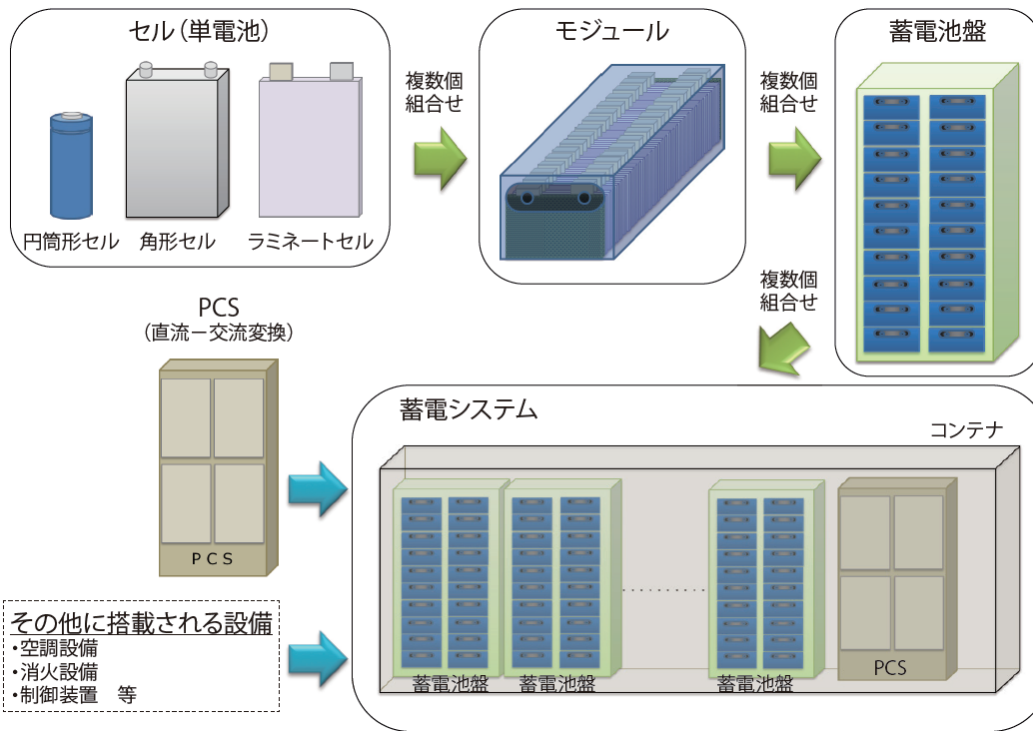 セル(単電池)
円筒形セル
角形セル
ラミネートセル
複数個
組合せ
モジュール
複数個
組合せ
蓄電池盤
複数個
組合せ
PCS
(直流－交流変換)
PCS
その他に搭載される設備
・空調設備
・消火設備
・制御装置　等
蓄電システム
コンテナ
蓄電池盤
蓄電池盤
蓄電池盤
PCS